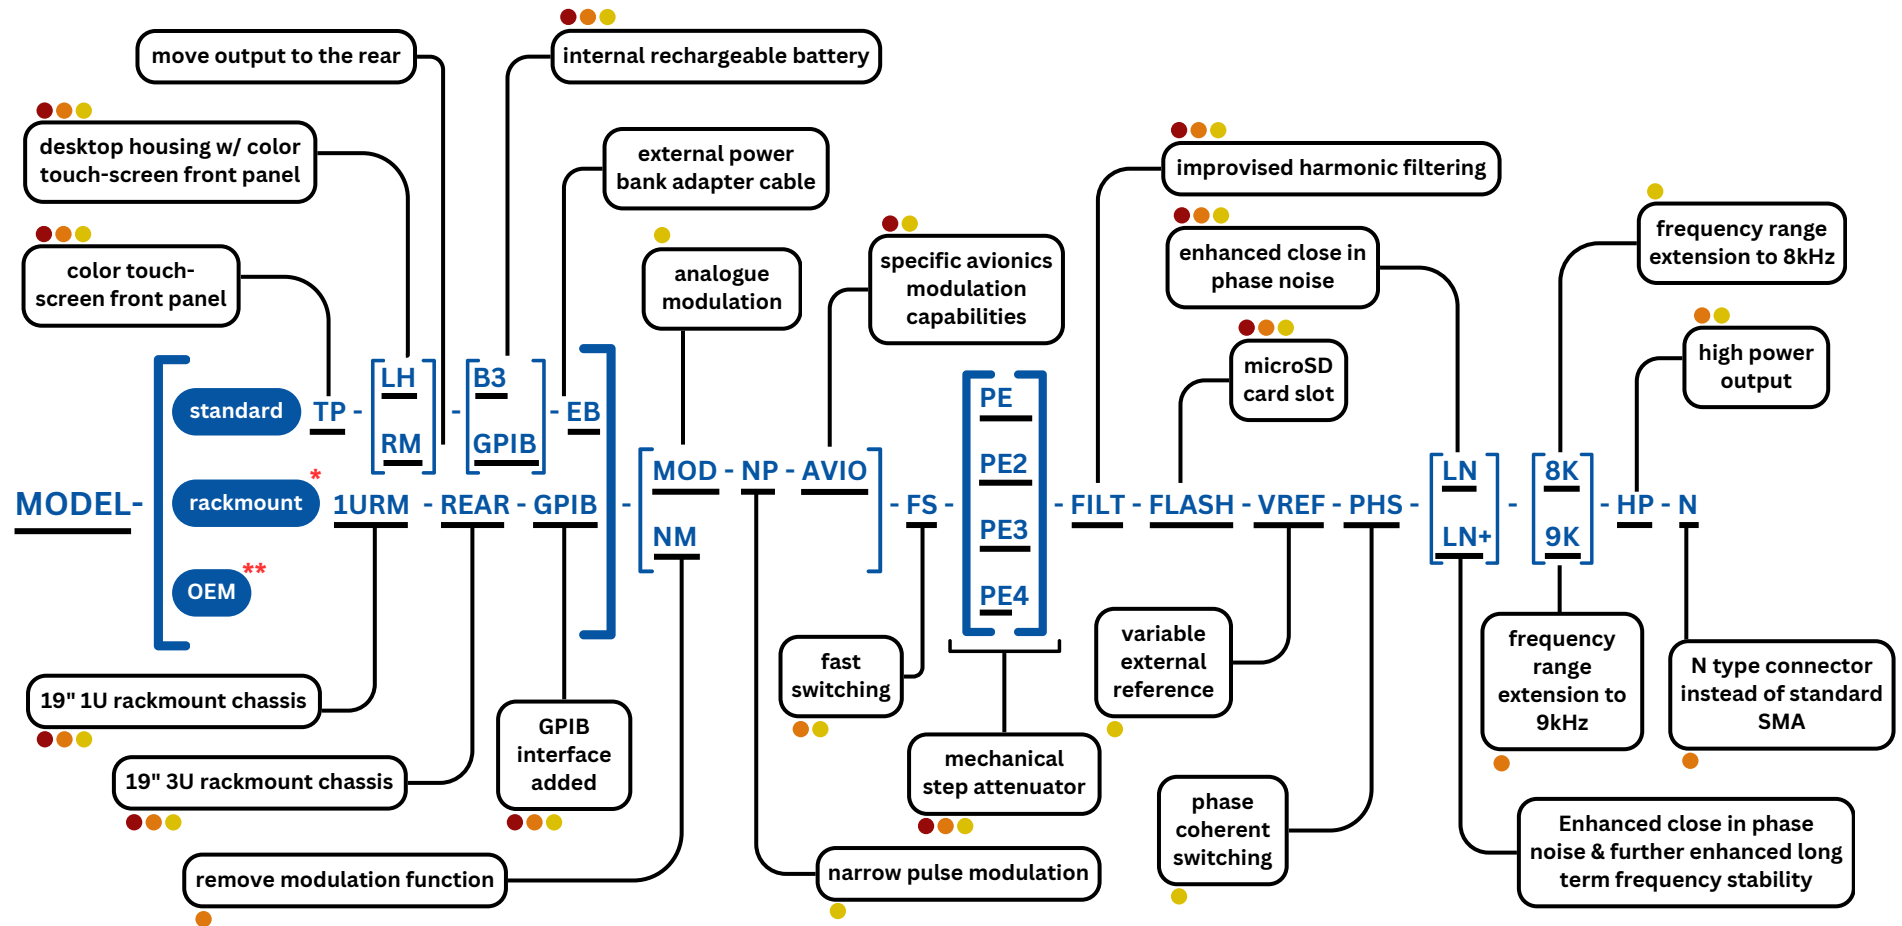 move output to the rear
internal rechargeable battery
desktop housing w/ color
touch-screen front panel
external power
bank adapter cable
improvised harmonic filtering
color touch-
screen front panel
analogue
modulation
specific avionics
modulation
capabilities
enhanced close in
phase noise
frequency range
extension to 8kHz
microSD
card slot
high power
output
MODEL-
standard
TP -
LH
RM
-
B3
GPIB
- EB
rackmount *
1URM - REAR - GPIB
OEM **
-
MOD - NP - AVIO
NM
- FS -
PE
PE2
PE3
PE4
- FILT - FLASH - VREF - PHS -
LN
LN+
-
8K
9K
- HP - N
19" 1U rackmount chassis
19" 3U rackmount chassis
GPIB
interface
added
remove modulation function
fast
switching
mechanical
step attenuator
narrow pulse modulation
variable
external
reference
phase
coherent
switching
frequency
range
extension to
9kHz
N type connector
instead of standard
SMA
Enhanced close in phase
noise & further enhanced long
term frequency stability